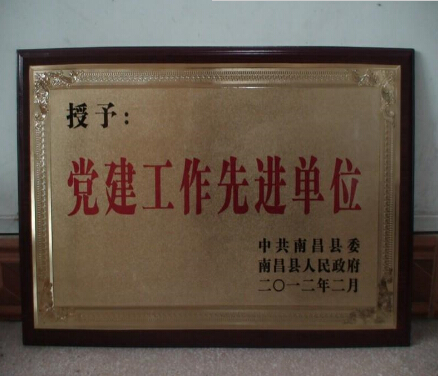 授予：
党建工作先进单位
中共南昌县委
南昌县人民政府
二〇一二年二月